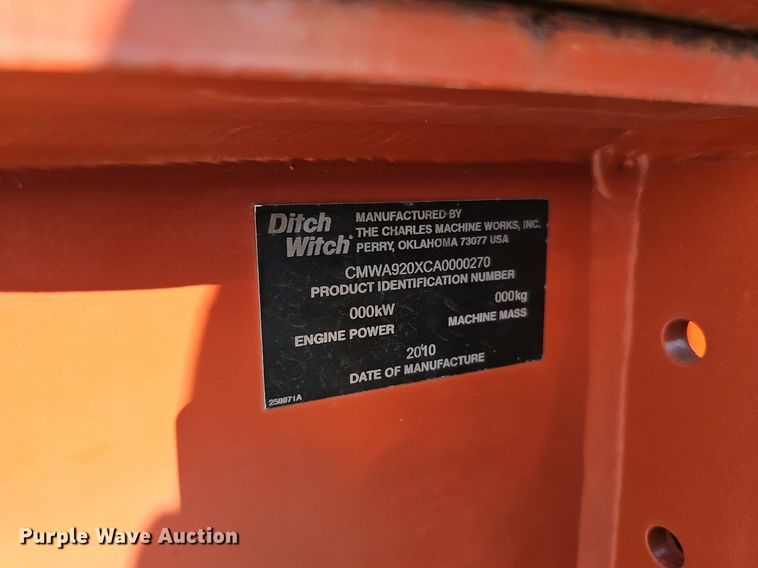 Ditch Witch®
MANUFACTURED BY
THE CHARLES MACHINE WORKS, INC.
PERRY, OKLAHOMA 73077 USA
CMWA920XCA0000270
PRODUCT IDENTIFICATION NUMBER
000kW
ENGINE POWER
000kg
MACHINE MASS
2010
DATE OF MANUFACTURE
250071A
Purple Wave Auction